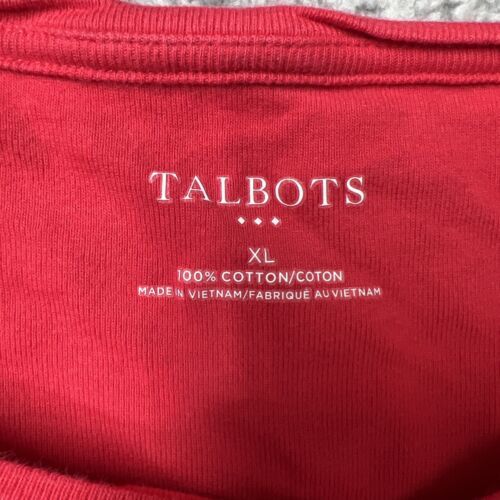 TALBOTS
XL
100% COTTON/COTON
MADE IN VIETNAM/FABRIQUÉ AU VIETNAM